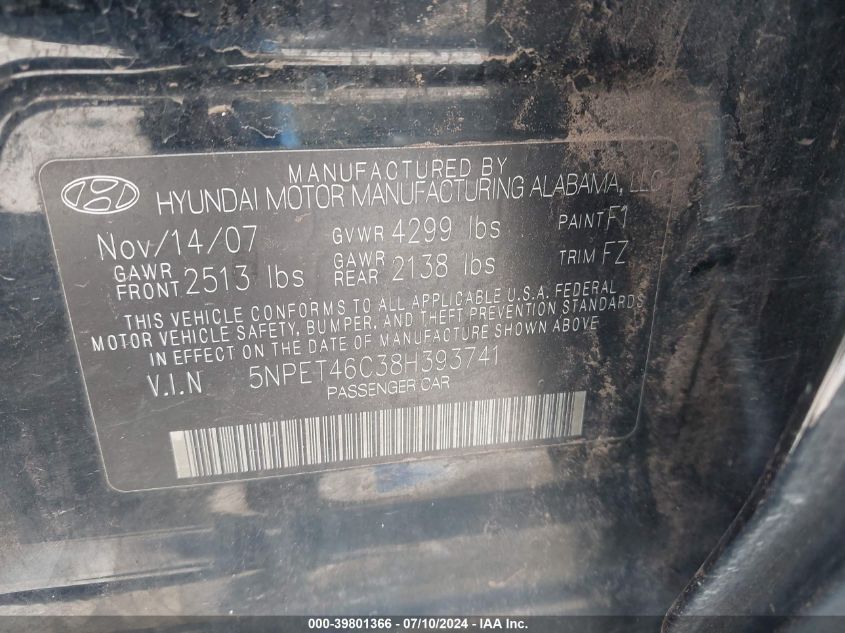 MANUFACTURED BY
HYUNDAI MOTOR MANUFACTURING ALABAMA, LLC
Nov/14/07 GVWR 4299 lbs PAINT F1
GAWR FRONT 2513 lbs GAWR REAR 2138 lbs TRIM FZ
THIS VEHICLE CONFORMS TO ALL APPLICABLE U.S.A. FEDERAL
MOTOR VEHICLE SAFETY, BUMPER, AND THEFT PREVENTION STANDARDS
IN EFFECT ON THE DATE OF MANUFACTURE SHOWN ABOVE
V.I.N 5NPET46C38H393741
PASSENGER CAR
000-39801366 - 07/10/2024 - IAA Inc.